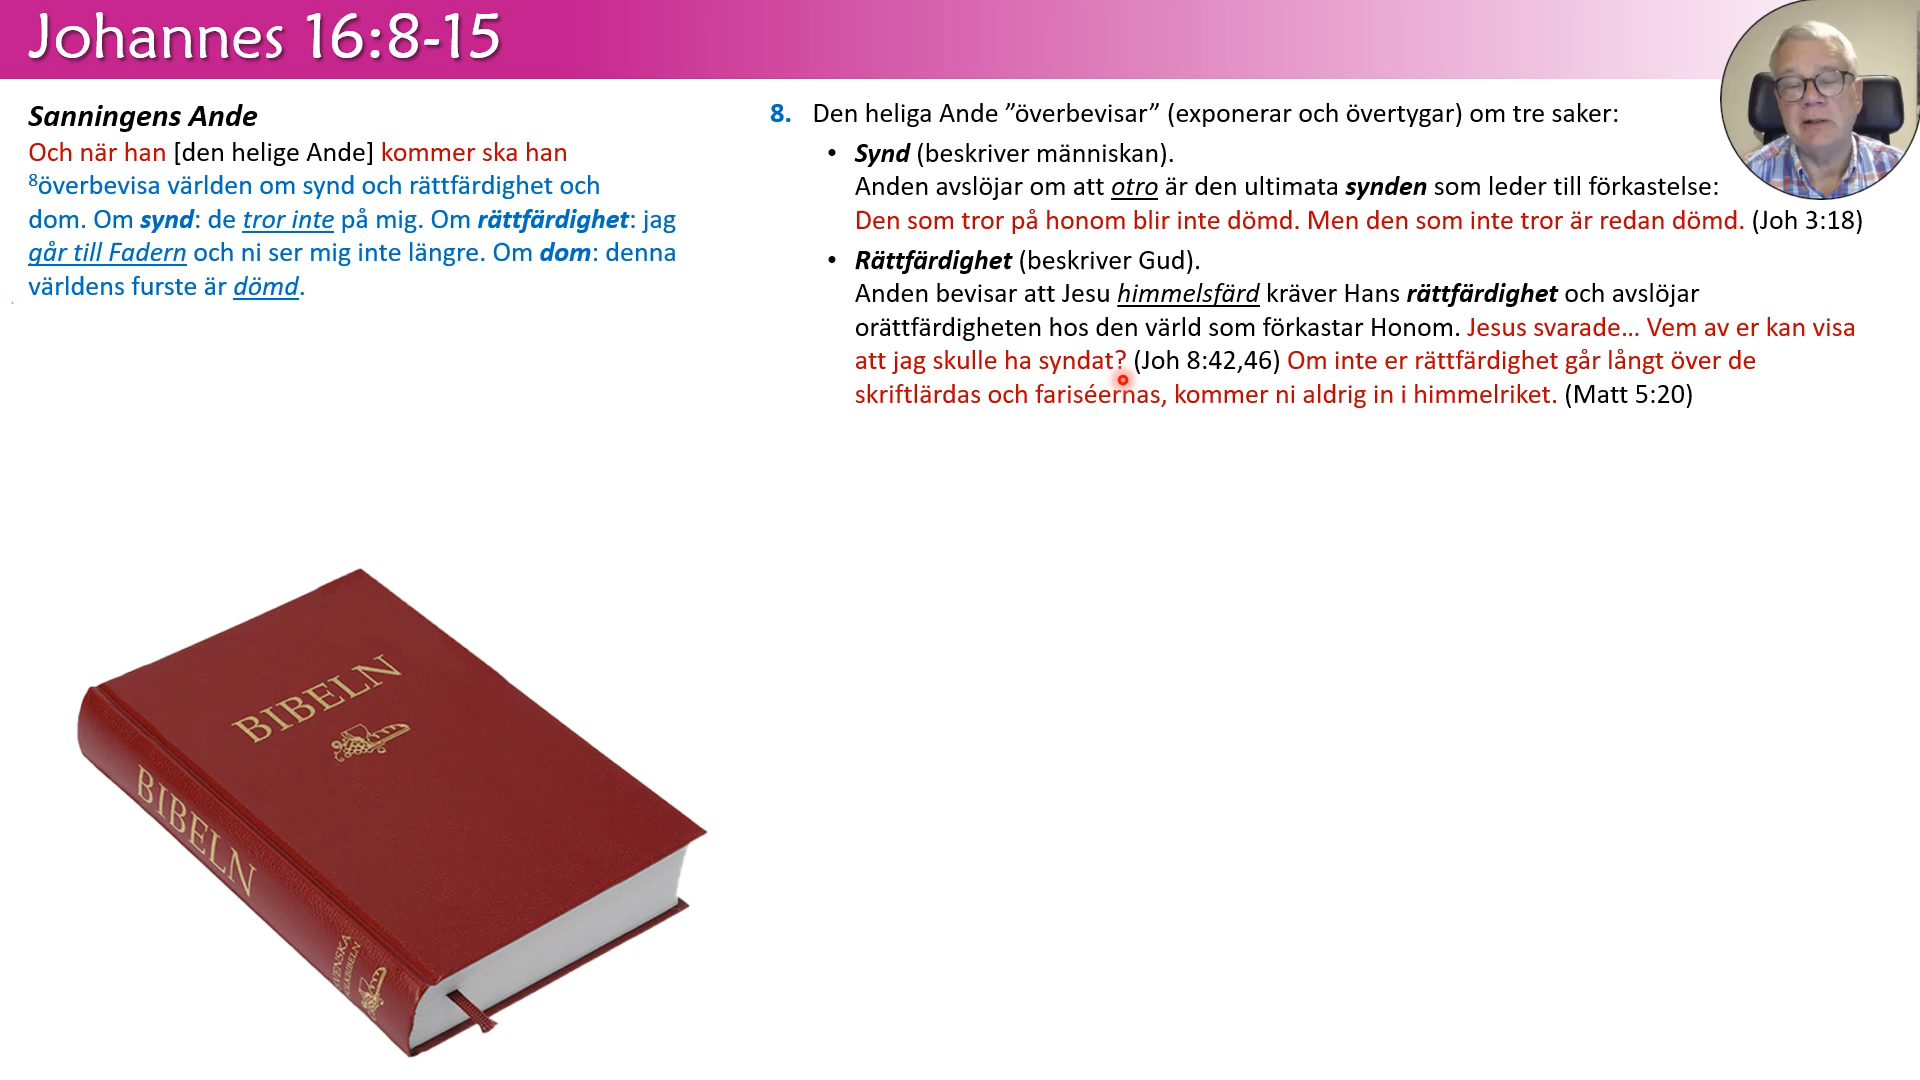 Johannes 16:8-15
Sanningens Ande
Och när han [den helige Ande] kommer ska han
⁸överbevisa världen om synd och rättfärdighet och
dom. Om synd: de tror inte på mig. Om rättfärdighet: jag
går till Fadern och ni ser mig inte längre. Om dom: denna
världens furste är dömd.
8. Den heliga Ande ”överbevisar” (exponerar och övertygar) om tre saker:
• Synd (beskriver människan).
Anden avslöjar om att otro är den ultimata synden som leder till förkastelse:
Den som tror på honom blir inte dömd. Men den som inte tror är redan dömd. (Joh 3:18)
• Rättfärdighet (beskriver Gud).
Anden bevisar att Jesu himmelsfärd kräver Hans rättfärdighet och avslöjar
orättfärdigheten hos den värld som förkastar Honom. Jesus svarade... Vem av er kan visa
att jag skulle ha syndat? (Joh 8:42,46) Om inte er rättfärdighet går långt över de
skriftlärdas och fariséernas, kommer ni aldrig in i himmelriket. (Matt 5:20)
BIBELN
BIBELN
SVENSKA
FOLKBIBELN